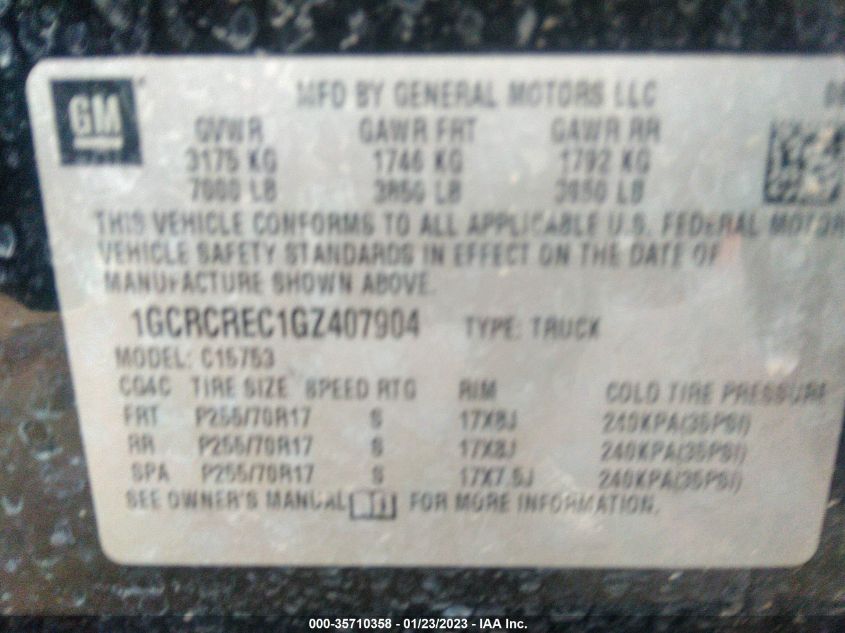 GM
MFD BY GENERAL MOTORS LLC
GVWR GAWR FRT GAWR RR
3175 KG 1746 KG 1792 KG
7000 LB 3850 LB 3950 LB
THIS VEHICLE CONFORMS TO ALL APPLICABLE U.S. FEDERAL MOTOR
VEHICLE SAFETY STANDARDS IN EFFECT ON THE DATE OF
MANUFACTURE SHOWN ABOVE.
1GCRCREC1GZ407904 TYPE: TRUCK
MODEL: C15753
CG4C TIRE SIZE SPEED RTG RIM COLD TIRE PRESSURE
FRT P255/70R17 S 17X8J 240KPA(35PSI)
RR P255/70R17 S 17X8J 240KPA(35PSI)
SPA P255/70R17 S 17X7.5J 240KPA(35PSI)
SEE OWNER'S MANUAL FOR MORE INFORMATION.
000-35710358 - 01/23/2023 - IAA Inc.